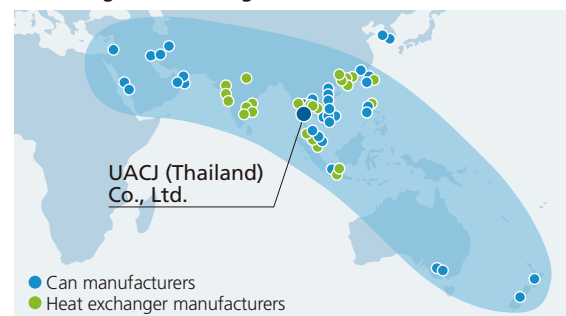 UACJ (Thailand)
Co., Ltd.
Can manufacturers
Heat exchanger manufacturers